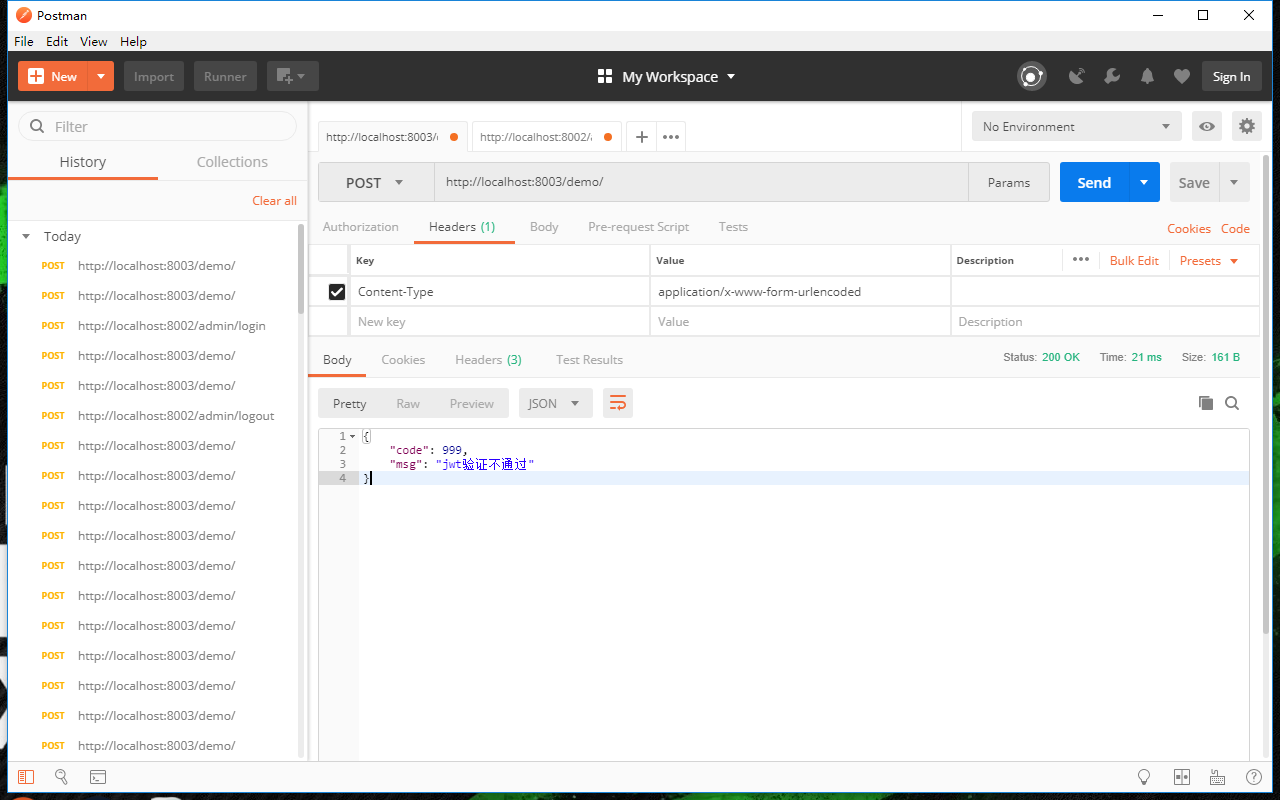 Postman
File Edit View Help
New Import Runner My Workspace Sign In
Filter
History Collections
Clear all
Today
POST http://localhost:8003/demo/
POST http://localhost:8003/demo/
POST http://localhost:8002/admin/login
POST http://localhost:8003/demo/
POST http://localhost:8003/demo/
POST http://localhost:8002/admin/logout
POST http://localhost:8003/demo/
POST http://localhost:8003/demo/
POST http://localhost:8003/demo/
POST http://localhost:8003/demo/
POST http://localhost:8003/demo/
POST http://localhost:8003/demo/
POST http://localhost:8003/demo/
POST http://localhost:8003/demo/
POST http://localhost:8003/demo/
POST http://localhost:8003/demo/
POST http://localhost:8003/demo/
http://localhost:8003/ http://localhost:8002/ No Environment
POST http://localhost:8003/demo/ Params Send Save
Authorization Headers (1) Body Pre-request Script Tests Cookies Code
Key Value Description Bulk Edit Presets
Content-Type application/x-www-form-urlencoded
New key Value Description
Body Cookies Headers (3) Test Results Status: 200 OK Time: 21 ms Size: 161 B
Pretty Raw Preview JSON
1 {
2 "code": 999,
3 "msg": "jwt验证不通过"
4 }